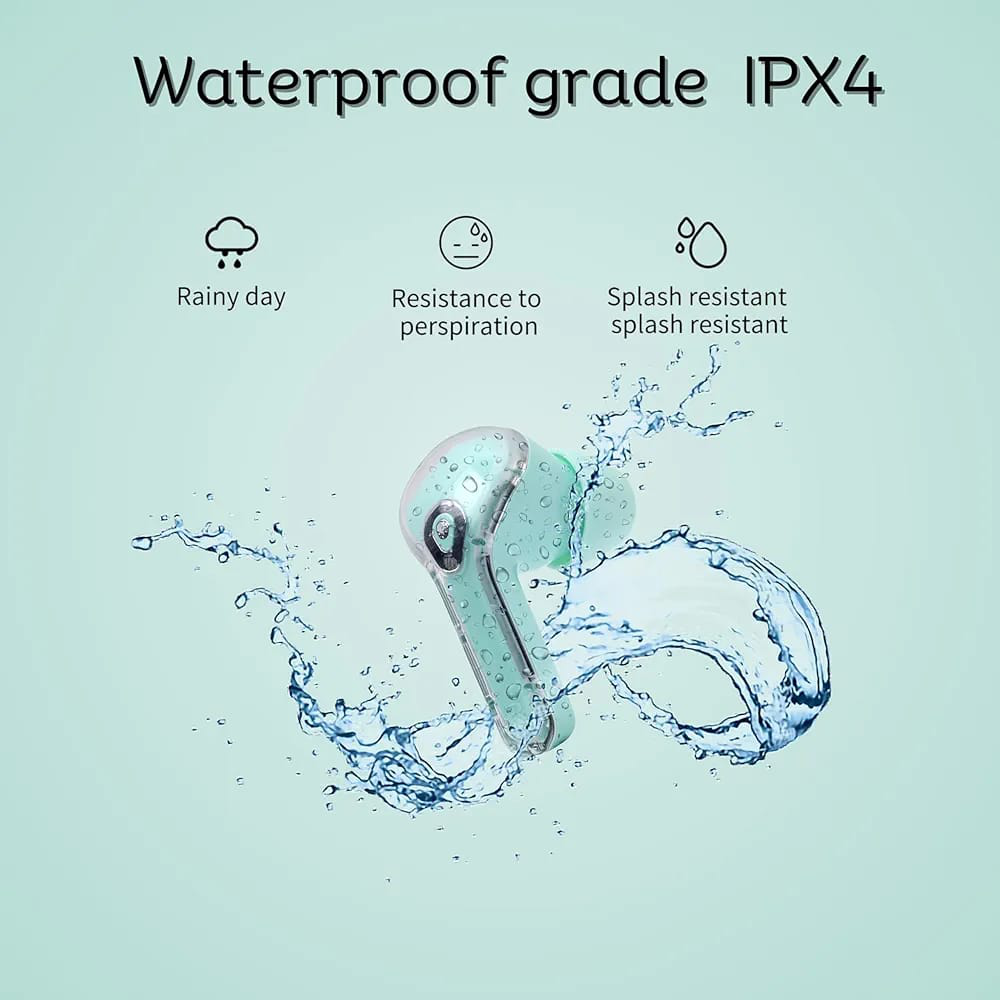 Waterproof grade IPX4
Rainy day
Resistance to
perspiration
Splash resistant
splash resistant